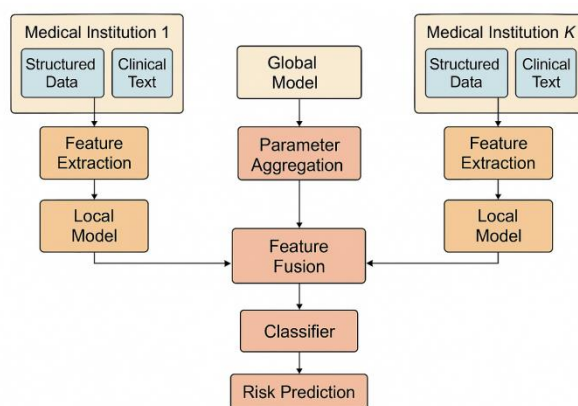 Medical Institution 1
Structured
Data
Clinical
Text
Feature
Extraction
Local
Model
Global
Model
Parameter
Aggregation
Medical Institution K
Structured
Data
Clinical
Text
Feature
Extraction
Local
Model
Feature
Fusion
Classifier
Risk Prediction